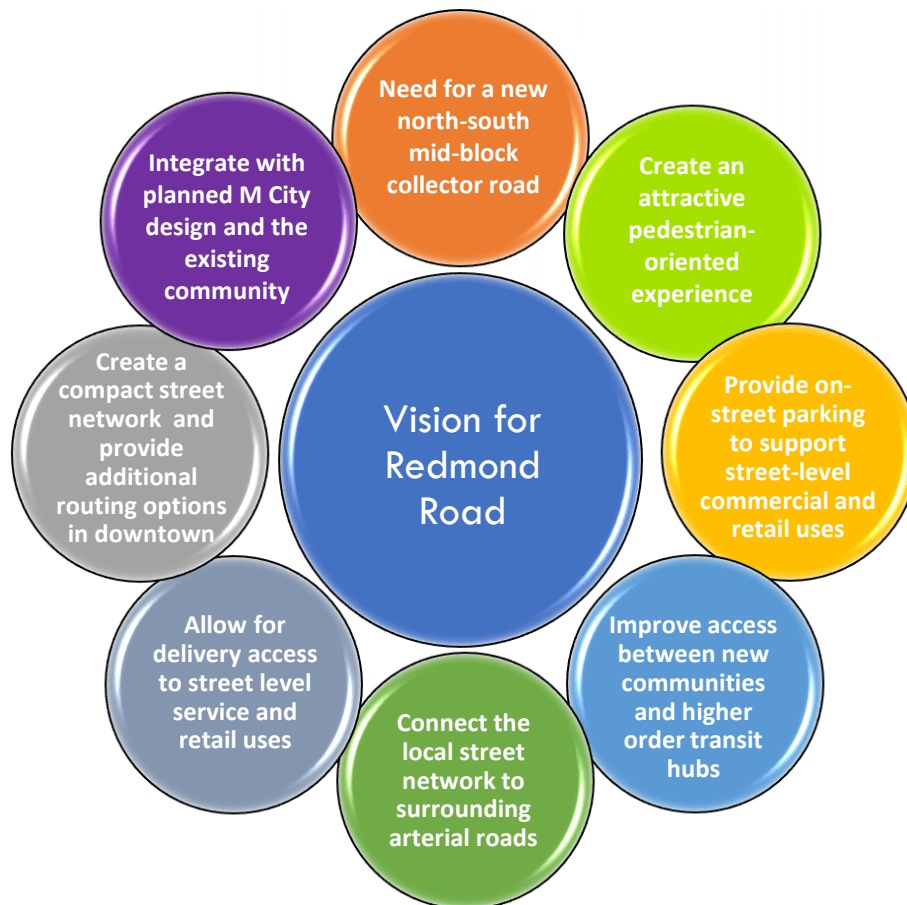 Need for a new
north-south
mid-block
collector road
Create an
attractive
pedestrian-
oriented
experience
Provide on-
street parking
to support
street-level
commercial and
retail uses
Improve access
between new
communities
and higher
order transit
hubs
Connect the
local street
network to
surrounding
arterial roads
Allow for
delivery access
to street level
service and
retail uses
Create a
compact street
network and
provide
additional
routing options
in downtown
Integrate with
planned M City
design and the
existing
community
Vision for
Redmond
Road